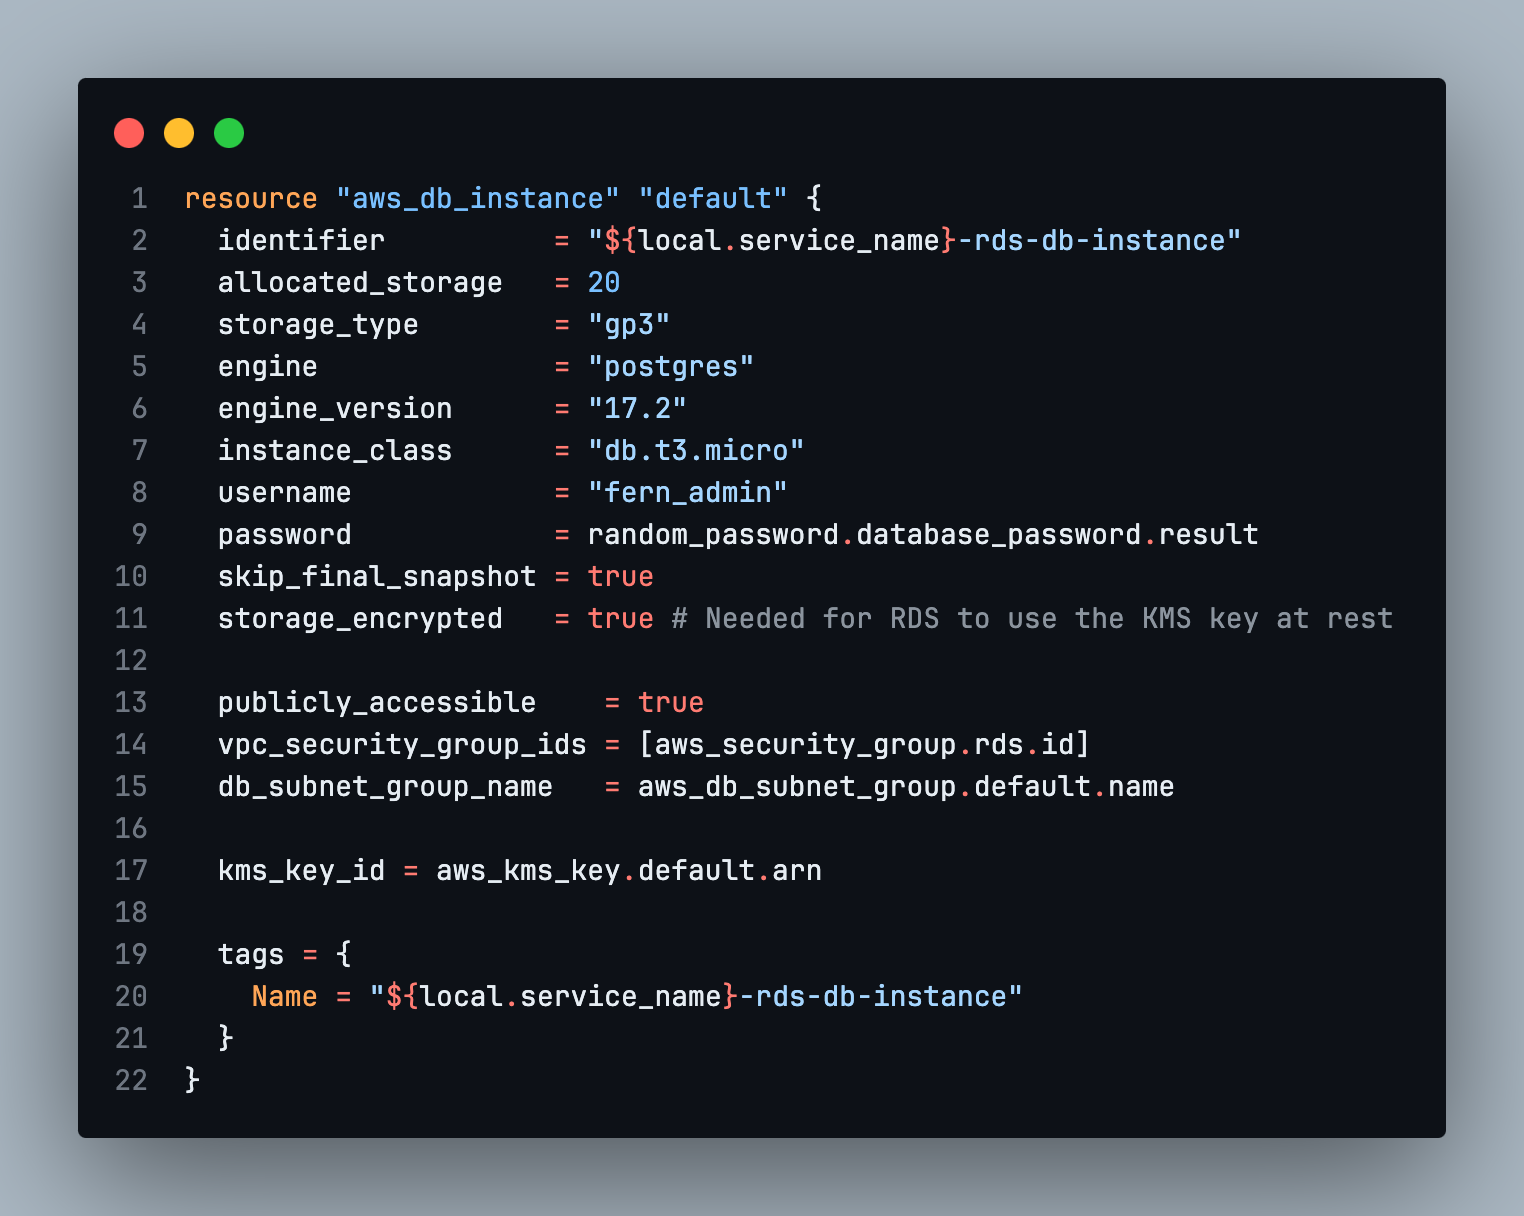 1 resource "aws_db_instance" "default" {
2   identifier          = "${local.service_name}-rds-db-instance"
3   allocated_storage   = 20
4   storage_type        = "gp3"
5   engine              = "postgres"
6   engine_version      = "17.2"
7   instance_class      = "db.t3.micro"
8   username            = "fern_admin"
9   password            = random_password.database_password.result
10   skip_final_snapshot = true
11   storage_encrypted   = true # Needed for RDS to use the KMS key at rest
12
13   publicly_accessible    = true
14   vpc_security_group_ids = [aws_security_group.rds.id]
15   db_subnet_group_name   = aws_db_subnet_group.default.name
16
17   kms_key_id = aws_kms_key.default.arn
18
19   tags = {
20     Name = "${local.service_name}-rds-db-instance"
21   }
22 }